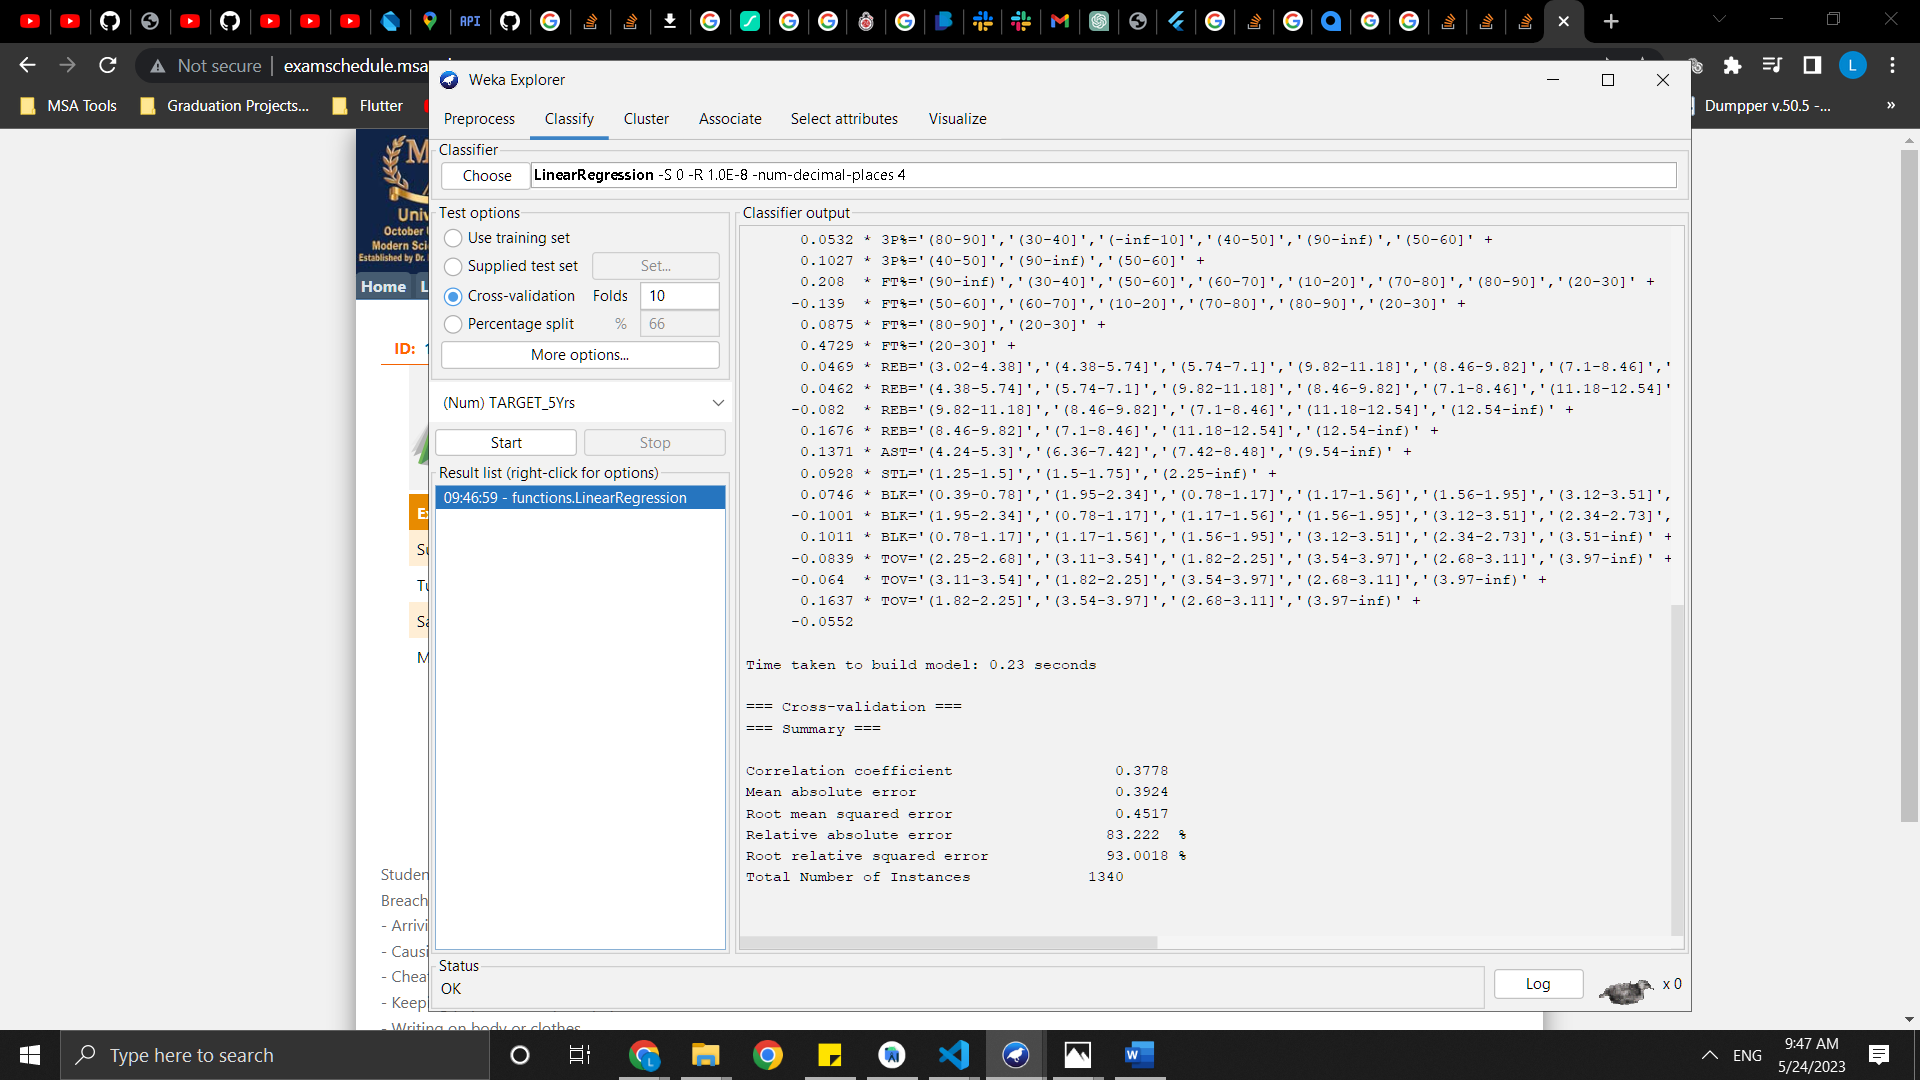 API
Not secure
examschedule.msa
L
MSA Tools
Graduation Projects...
Flutter
Dumpper v.50.5 -...
»
M
Univ
October U
Modern Scie
Established by Dr.
Home
ID:
Studen
Breach
- Arrivi
- Causi
- Chea
- Keepi
- Writing on body or clothes
Weka Explorer
Preprocess
Classify
Cluster
Associate
Select attributes
Visualize
Classifier
Choose
LinearRegression -S 0 -R 1.0E-8 -num-decimal-places 4
Test options
Use training set
Supplied test set
Set...
Cross-validation Folds 10
Percentage split % 66
More options...
(Num) TARGET_5Yrs
Start
Stop
Result list (right-click for options)
09:46:59 - functions.LinearRegression
Classifier output
0.0532 * 3P%='(80-90]','(30-40]','(-inf-10]','(40-50]','(90-inf)','(50-60]' +
0.1027 * 3P%='(40-50]','(90-inf)','(50-60]' +
0.208 * FT%='(90-inf)','(30-40]','(50-60]','(60-70]','(10-20]','(70-80]','(80-90]','(20-30]' +
-0.139 * FT%='(50-60]','(60-70]','(10-20]','(70-80]','(80-90]','(20-30]' +
0.0875 * FT%='(80-90]','(20-30]' +
0.4729 * FT%='(20-30]' +
0.0469 * REB='(3.02-4.38]','(4.38-5.74]','(5.74-7.1]','(9.82-11.18]','(8.46-9.82]','(7.1-8.46]','
0.0462 * REB='(4.38-5.74]','(5.74-7.1]','(9.82-11.18]','(8.46-9.82]','(7.1-8.46]','(11.18-12.54]'
-0.082 * REB='(9.82-11.18]','(8.46-9.82]','(7.1-8.46]','(11.18-12.54]','(12.54-inf)' +
0.1676 * REB='(8.46-9.82]','(7.1-8.46]','(11.18-12.54]','(12.54-inf)' +
0.1371 * AST='(4.24-5.3]','(6.36-7.42]','(7.42-8.48]','(9.54-inf)' +
0.0928 * STL='(1.25-1.5]','(1.5-1.75]','(2.25-inf)' +
0.0746 * BLK='(0.39-0.78]','(1.95-2.34]','(0.78-1.17]','(1.17-1.56]','(1.56-1.95]','(3.12-3.51]',
-0.1001 * BLK='(1.95-2.34]','(0.78-1.17]','(1.17-1.56]','(1.56-1.95]','(3.12-3.51]','(2.34-2.73]',
0.1011 * BLK='(0.78-1.17]','(1.17-1.56]','(1.56-1.95]','(3.12-3.51]','(2.34-2.73]','(3.51-inf)' +
-0.0839 * TOV='(2.25-2.68]','(3.11-3.54]','(1.82-2.25]','(3.54-3.97]','(2.68-3.11]','(3.97-inf)' +
-0.064 * TOV='(3.11-3.54]','(1.82-2.25]','(3.54-3.97]','(2.68-3.11]','(3.97-inf)' +
0.1637 * TOV='(1.82-2.25]','(3.54-3.97]','(2.68-3.11]','(3.97-inf)' +
-0.0552
Time taken to build model: 0.23 seconds
=== Cross-validation ===
=== Summary ===
Correlation coefficient 0.3778
Mean absolute error 0.3924
Root mean squared error 0.4517
Relative absolute error 83.222 %
Root relative squared error 93.0018 %
Total Number of Instances 1340
Status
OK
Log
x 0
Type here to search
ENG
9:47 AM
5/24/2023